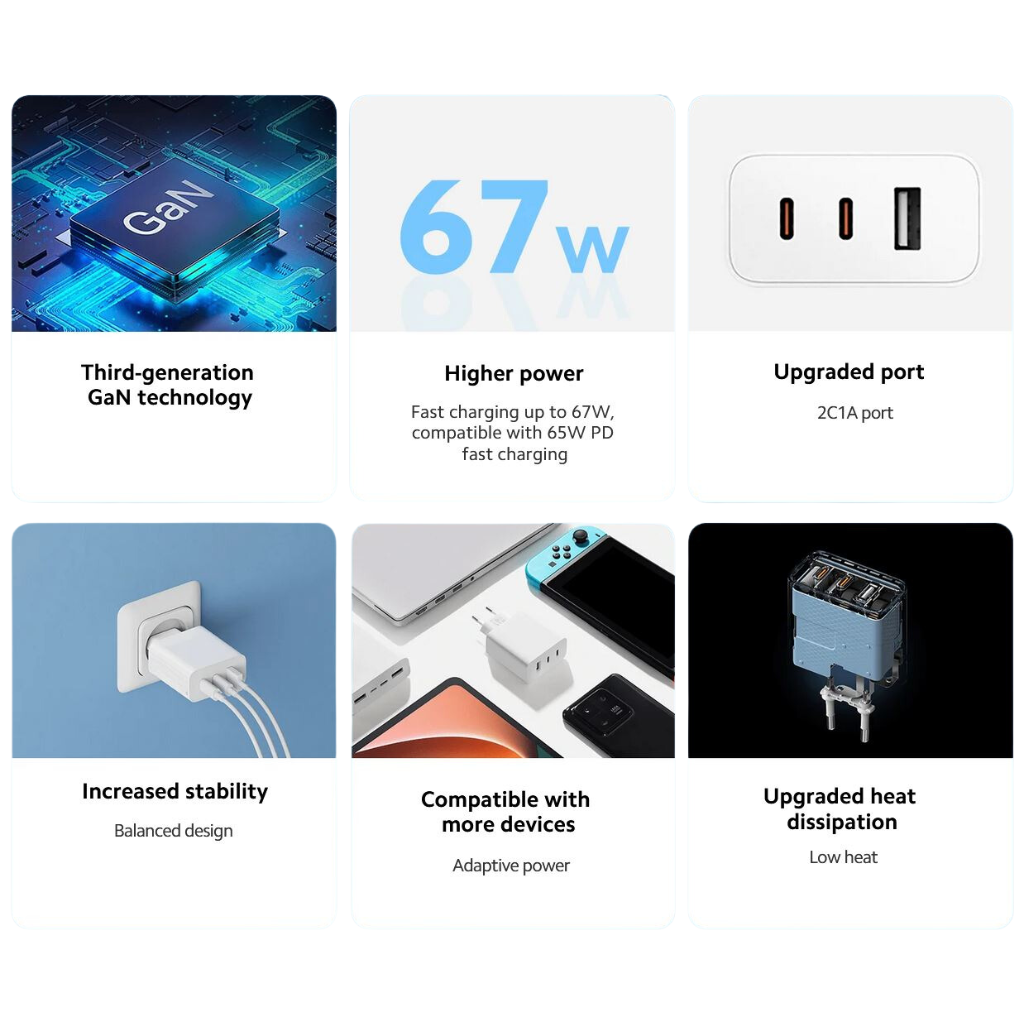 GaN
67W
Third-generation
GaN technology
Higher power
Fast charging up to 67W,
compatible with 65W PD
fast charging
Upgraded port
2C1A port
Increased stability
Balanced design
Compatible with
more devices
Adaptive power
Upgraded heat
dissipation
Low heat